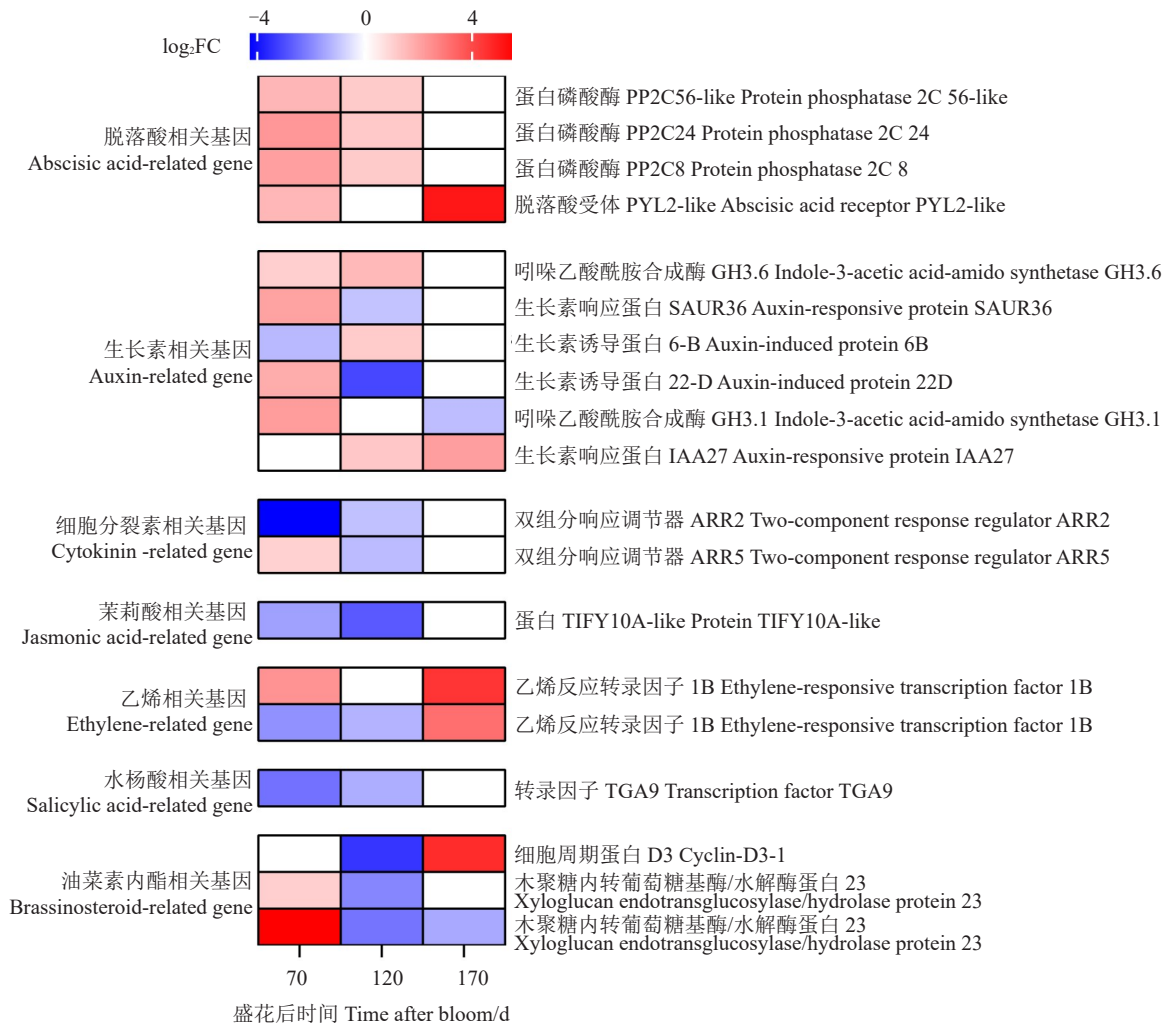 −4 0 4
log₂FC
脱落酸相关基因
Abscisic acid-related gene
蛋白磷酸酶 PP2C56-like Protein phosphatase 2C 56-like
蛋白磷酸酶 PP2C24 Protein phosphatase 2C 24
蛋白磷酸酶 PP2C8 Protein phosphatase 2C 8
脱落酸受体 PYL2-like Abscisic acid receptor PYL2-like
生长素相关基因
Auxin-related gene
吲哚乙酸酰胺合成酶 GH3.6 Indole-3-acetic acid-amido synthetase GH3.6
生长素响应蛋白 SAUR36 Auxin-responsive protein SAUR36
生长素诱导蛋白 6-B Auxin-induced protein 6B
生长素诱导蛋白 22-D Auxin-induced protein 22D
吲哚乙酸酰胺合成酶 GH3.1 Indole-3-acetic acid-amido synthetase GH3.1
生长素响应蛋白 IAA27 Auxin-responsive protein IAA27
细胞分裂素相关基因
Cytokinin -related gene
双组分响应调节器 ARR2 Two-component response regulator ARR2
双组分响应调节器 ARR5 Two-component response regulator ARR5
茉莉酸相关基因
Jasmonic acid-related gene
蛋白 TIFY10A-like Protein TIFY10A-like
乙烯相关基因
Ethylene-related gene
乙烯反应转录因子 1B Ethylene-responsive transcription factor 1B
乙烯反应转录因子 1B Ethylene-responsive transcription factor 1B
水杨酸相关基因
Salicylic acid-related gene
转录因子 TGA9 Transcription factor TGA9
油菜素内酯相关基因
Brassinosteroid-related gene
细胞周期蛋白 D3 Cyclin-D3-1
木聚糖内转葡萄糖基酶/水解酶蛋白 23
Xyloglucan endotransglucosylase/hydrolase protein 23
木聚糖内转葡萄糖基酶/水解酶蛋白 23
Xyloglucan endotransglucosylase/hydrolase protein 23
70 120 170
盛花后时间 Time after bloom/d